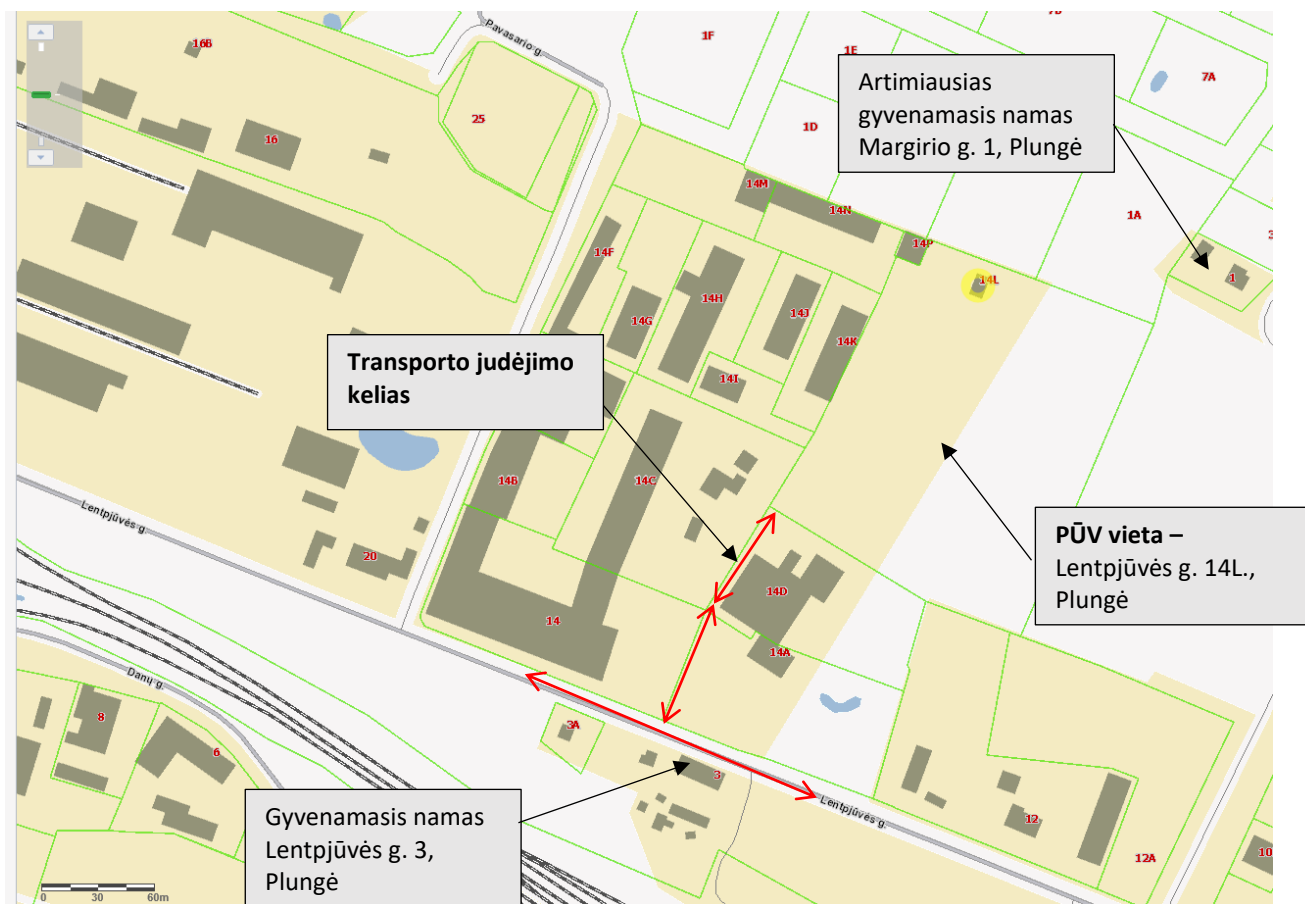 Pavasario g.
7B
16B
1F
1E
7A
Artimiausias
gyvenamasis namas
Margirio g. 1, Plungė
25
1D
16
14M
14N
1A
3
14P
14F
14L
1
14G
14H
14J
14K
14I
Transporto judėjimo
kelias
14B
14C
Lentpjūvės g.
PŪV vieta –
Lentpjūvės g. 14L.,
Plungė
20
14D
14
14A
Danų g.
8
6
3A
3
Lentpjūvės g.
12
12A
10
Gyvenamasis namas
Lentpjūvės g. 3,
Plungė
0 30 60m